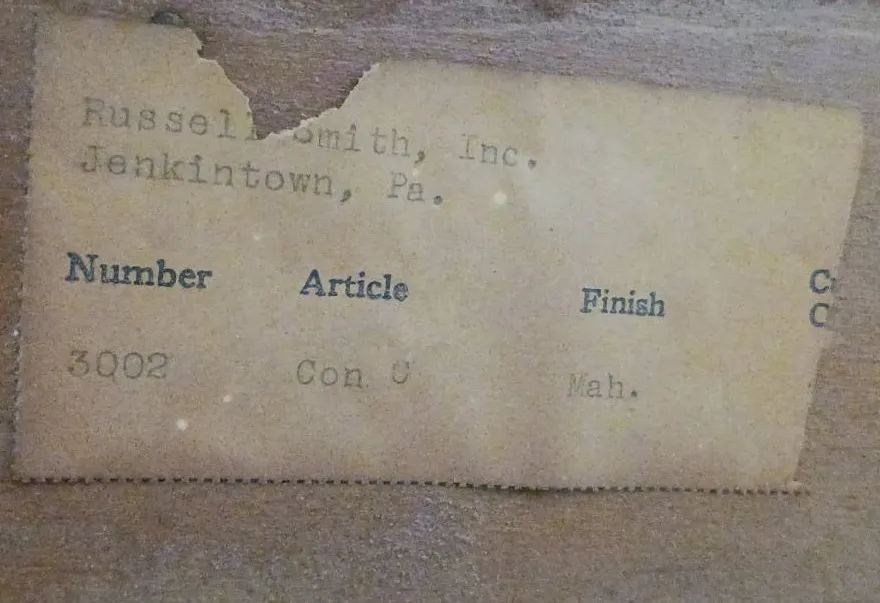 Russell Smith, Inc.
Jenkintown, Pa.
Number Article Finish
3002 Con Mah.